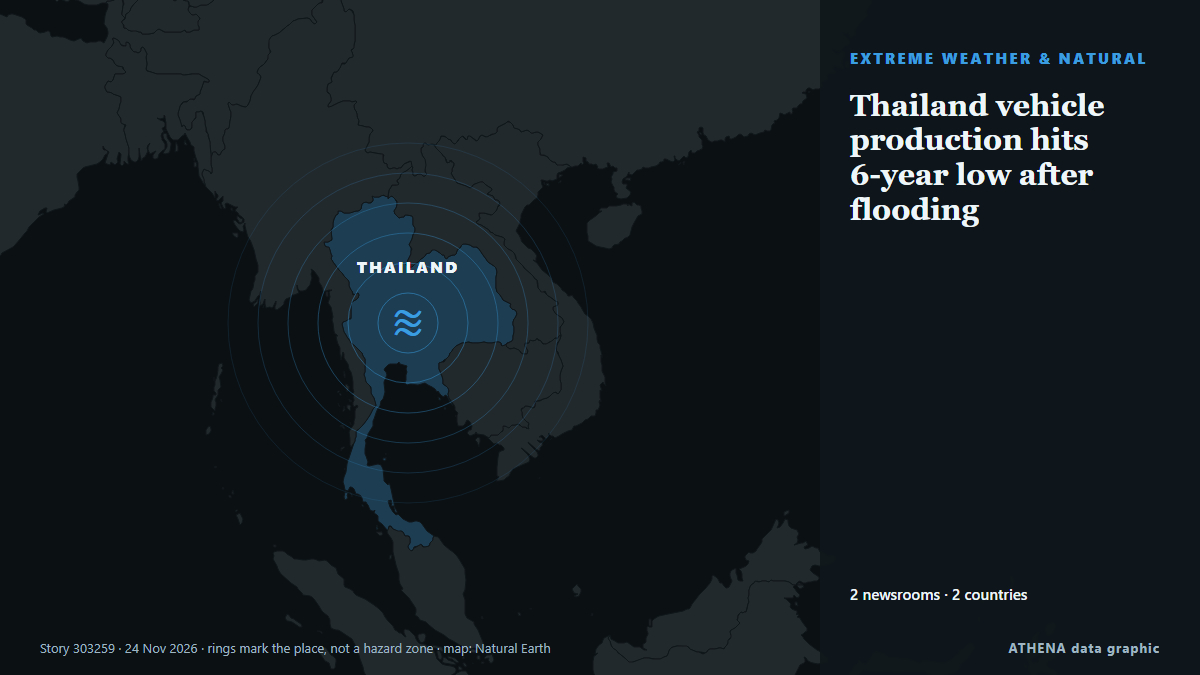 EXTREME WEATHER & NATURAL
Thailand vehicle
production hits
6-year low after
flooding
THAILAND
2 newsrooms · 2 countries
Story 303259 · 24 Nov 2026 · rings mark the place, not a hazard zone · map: Natural Earth
ATHENA data graphic